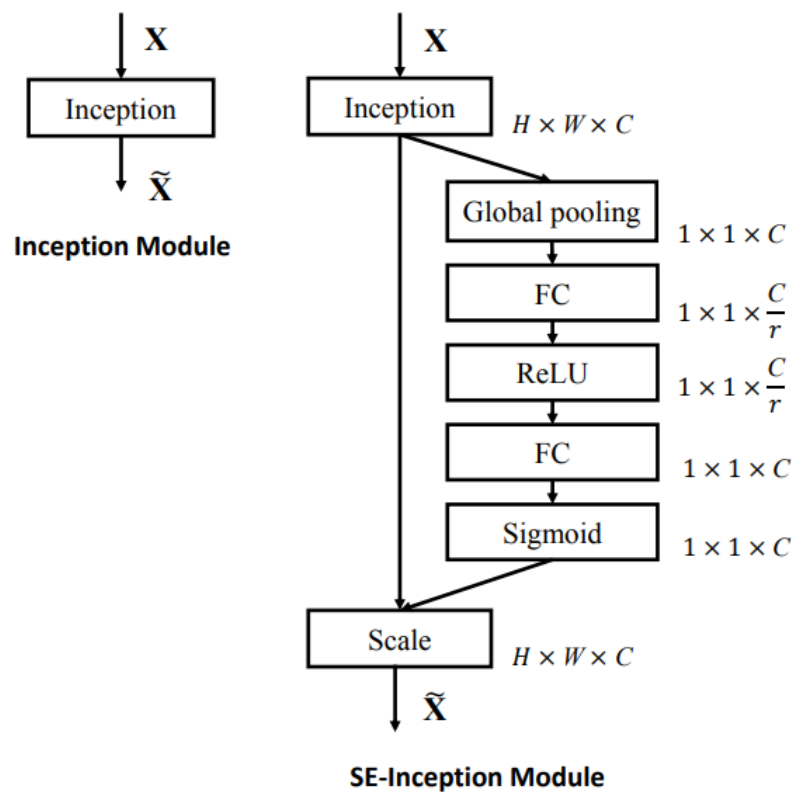 X
Inception
X̃
Inception Module
X
Inception
H × W × C
Global pooling
1 × 1 × C
FC
1 × 1 × C/r
ReLU
1 × 1 × C/r
FC
1 × 1 × C
Sigmoid
1 × 1 × C
Scale
H × W × C
X̃
SE-Inception Module